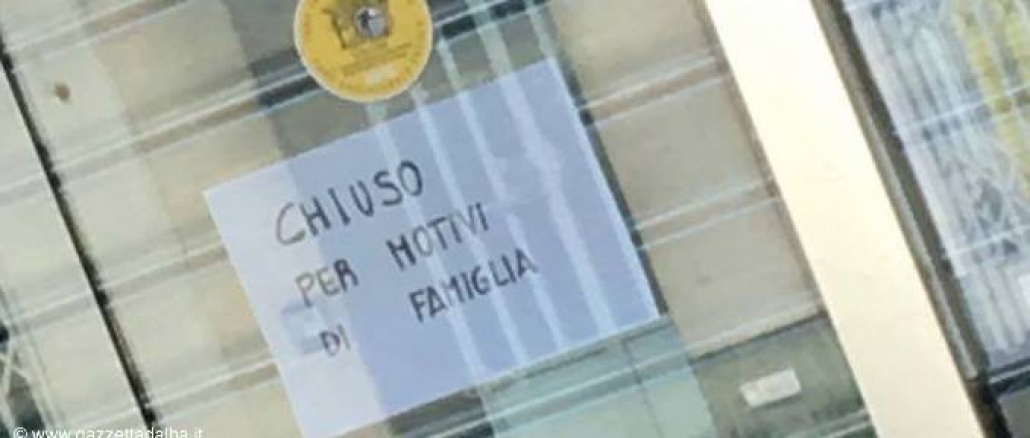 CHIUSO
PER MOTIVI
DI FAMIGLIA
© www.gazzettadalba.it